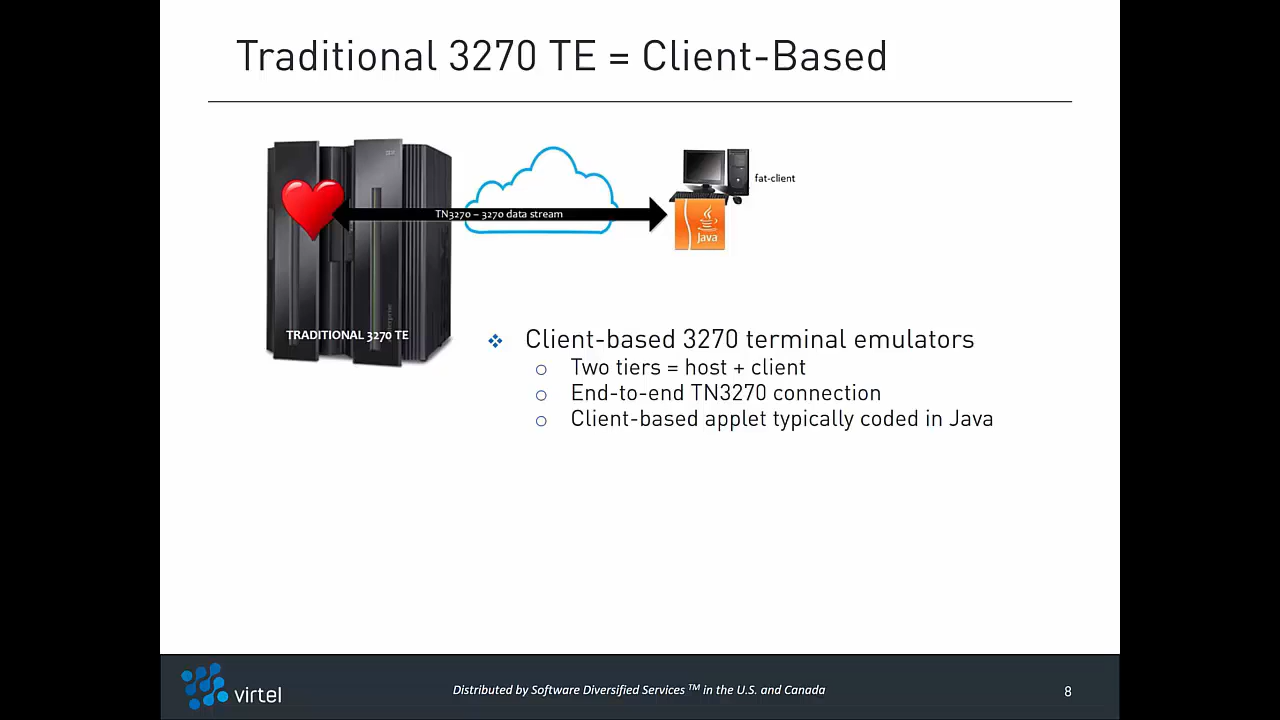 Traditional 3270 TE = Client-Based
IBM
fat-client
TN3270 – 3270 data stream
Java
TRADITIONAL 3270 TE
Client-based 3270 terminal emulators
Two tiers = host + client
End-to-end TN3270 connection
Client-based applet typically coded in Java
virtel
Distributed by Software Diversified Services ™ in the U.S. and Canada
8